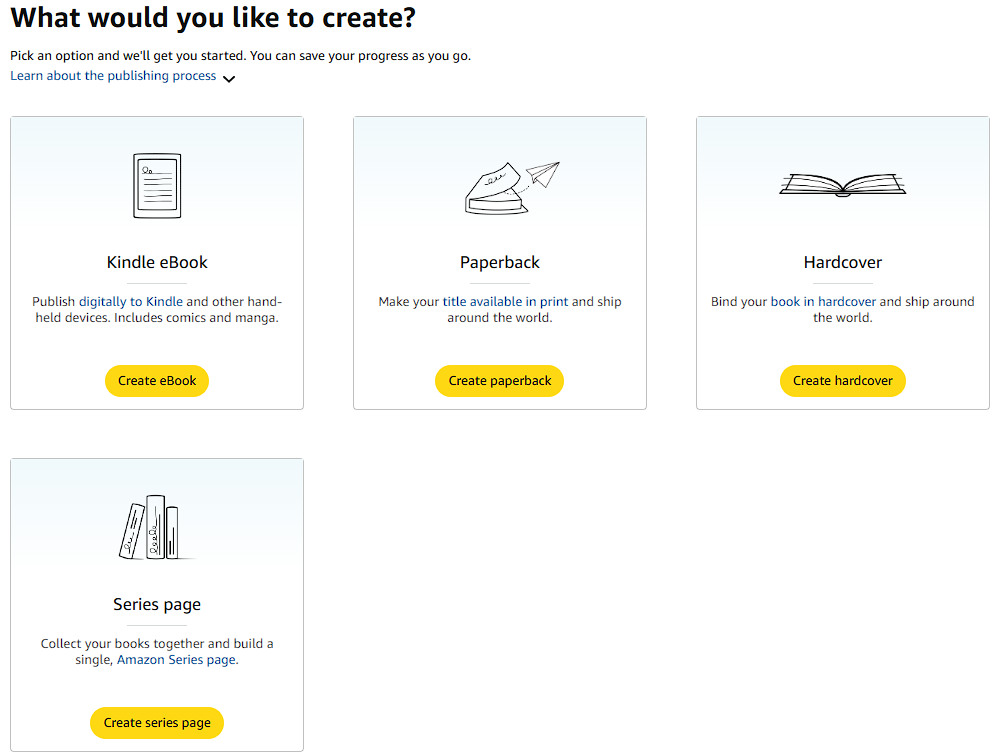 What would you like to create?
Pick an option and we'll get you started. You can save your progress as you go.
Learn about the publishing process
Kindle eBook
Publish digitally to Kindle and other hand-
held devices. Includes comics and manga.
Create eBook
Paperback
Make your title available in print and ship
around the world.
Create paperback
Hardcover
Bind your book in hardcover and ship around
the world.
Create hardcover
Series page
Collect your books together and build a
single, Amazon Series page.
Create series page